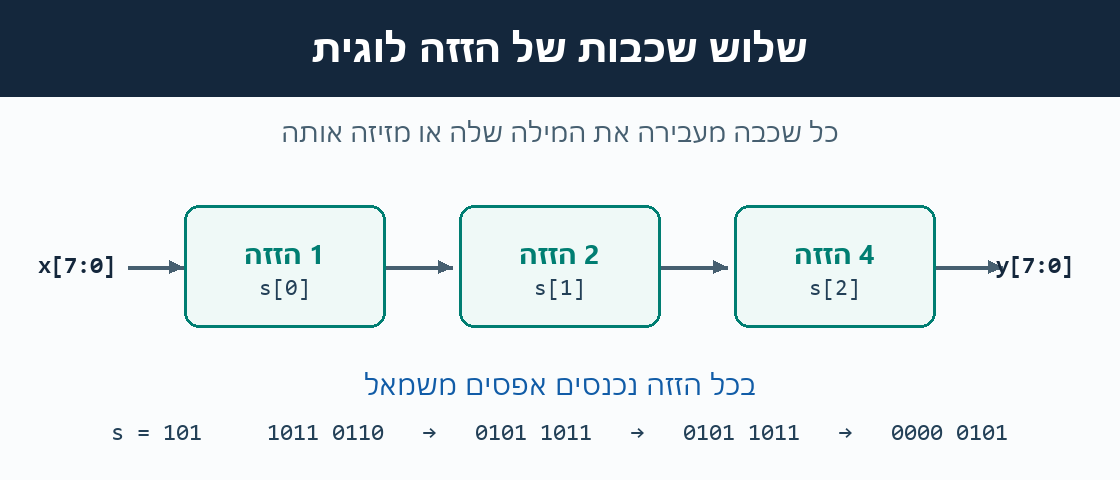 שלוש שכבות של הזזה לוגית
כל שכבה מעבירה את המילה שלה או מזיזה אותה
x[7:0]
הזזה 1
s[0]
הזזה 2
s[1]
הזזה 4
s[2]
y[7:0]
בכל הזזה נכנסים אפסים משמאל
s = 101 1011 0110 → 0101 1011 → 0101 1011 → 0000 0101